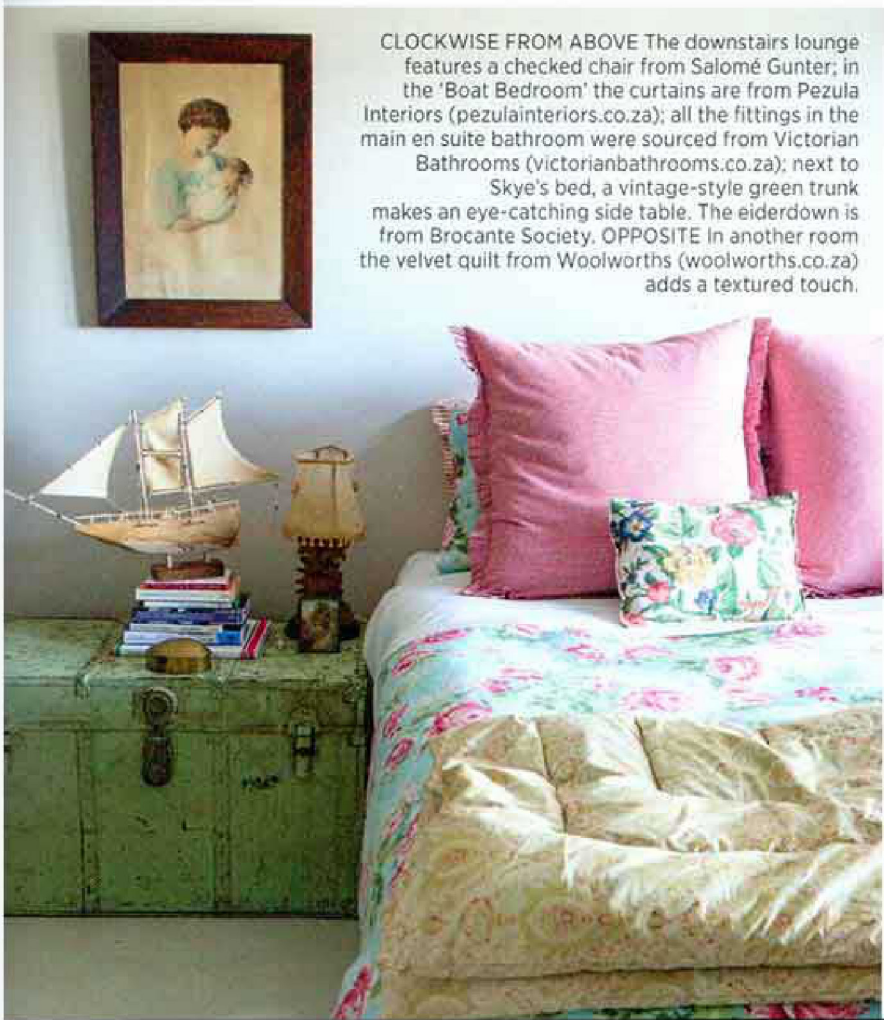 CLOCKWISE FROM ABOVE The downstairs lounge
features a checked chair from Salomé Gunter; in
the 'Boat Bedroom' the curtains are from Pezula
Interiors (pezulainteriors.co.za); all the fittings in the
main en suite bathroom were sourced from Victorian
Bathrooms (victorianbathrooms.co.za); next to
Skye's bed, a vintage-style green trunk
makes an eye-catching side table. The eiderdown is
from Brocante Society. OPPOSITE In another room
the velvet quilt from Woolworths (woolworths.co.za)
adds a textured touch.